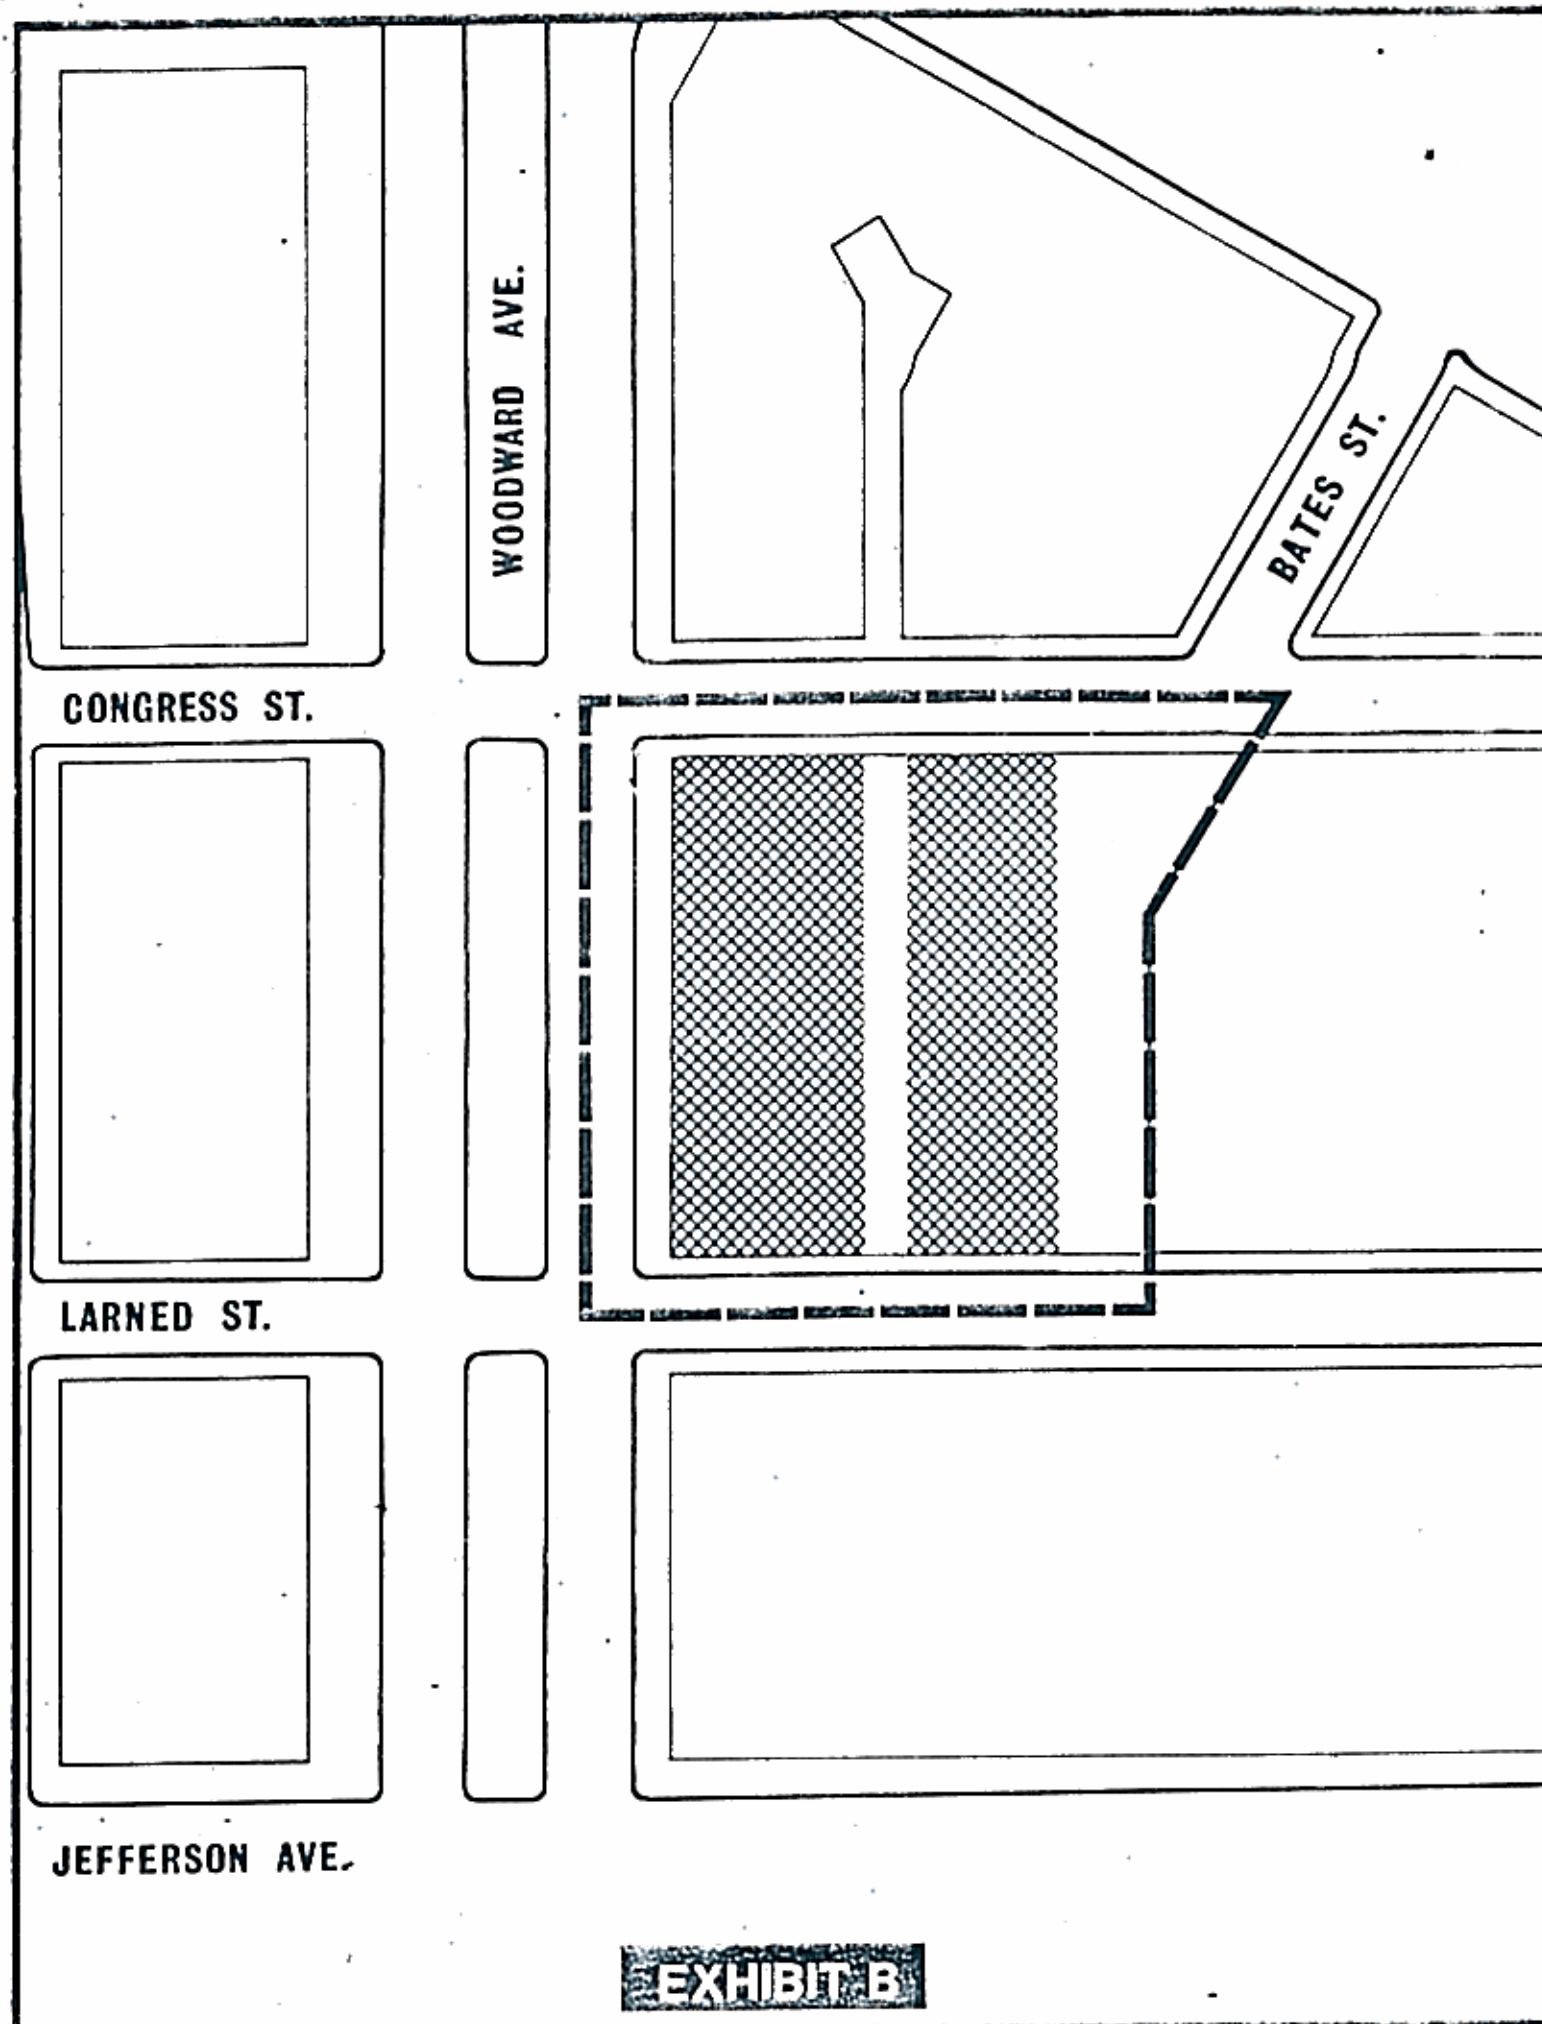 WOODWARD AVE.
BATES ST.
CONGRESS ST.
LARNED ST.
JEFFERSON AVE.
EXHIBIT B